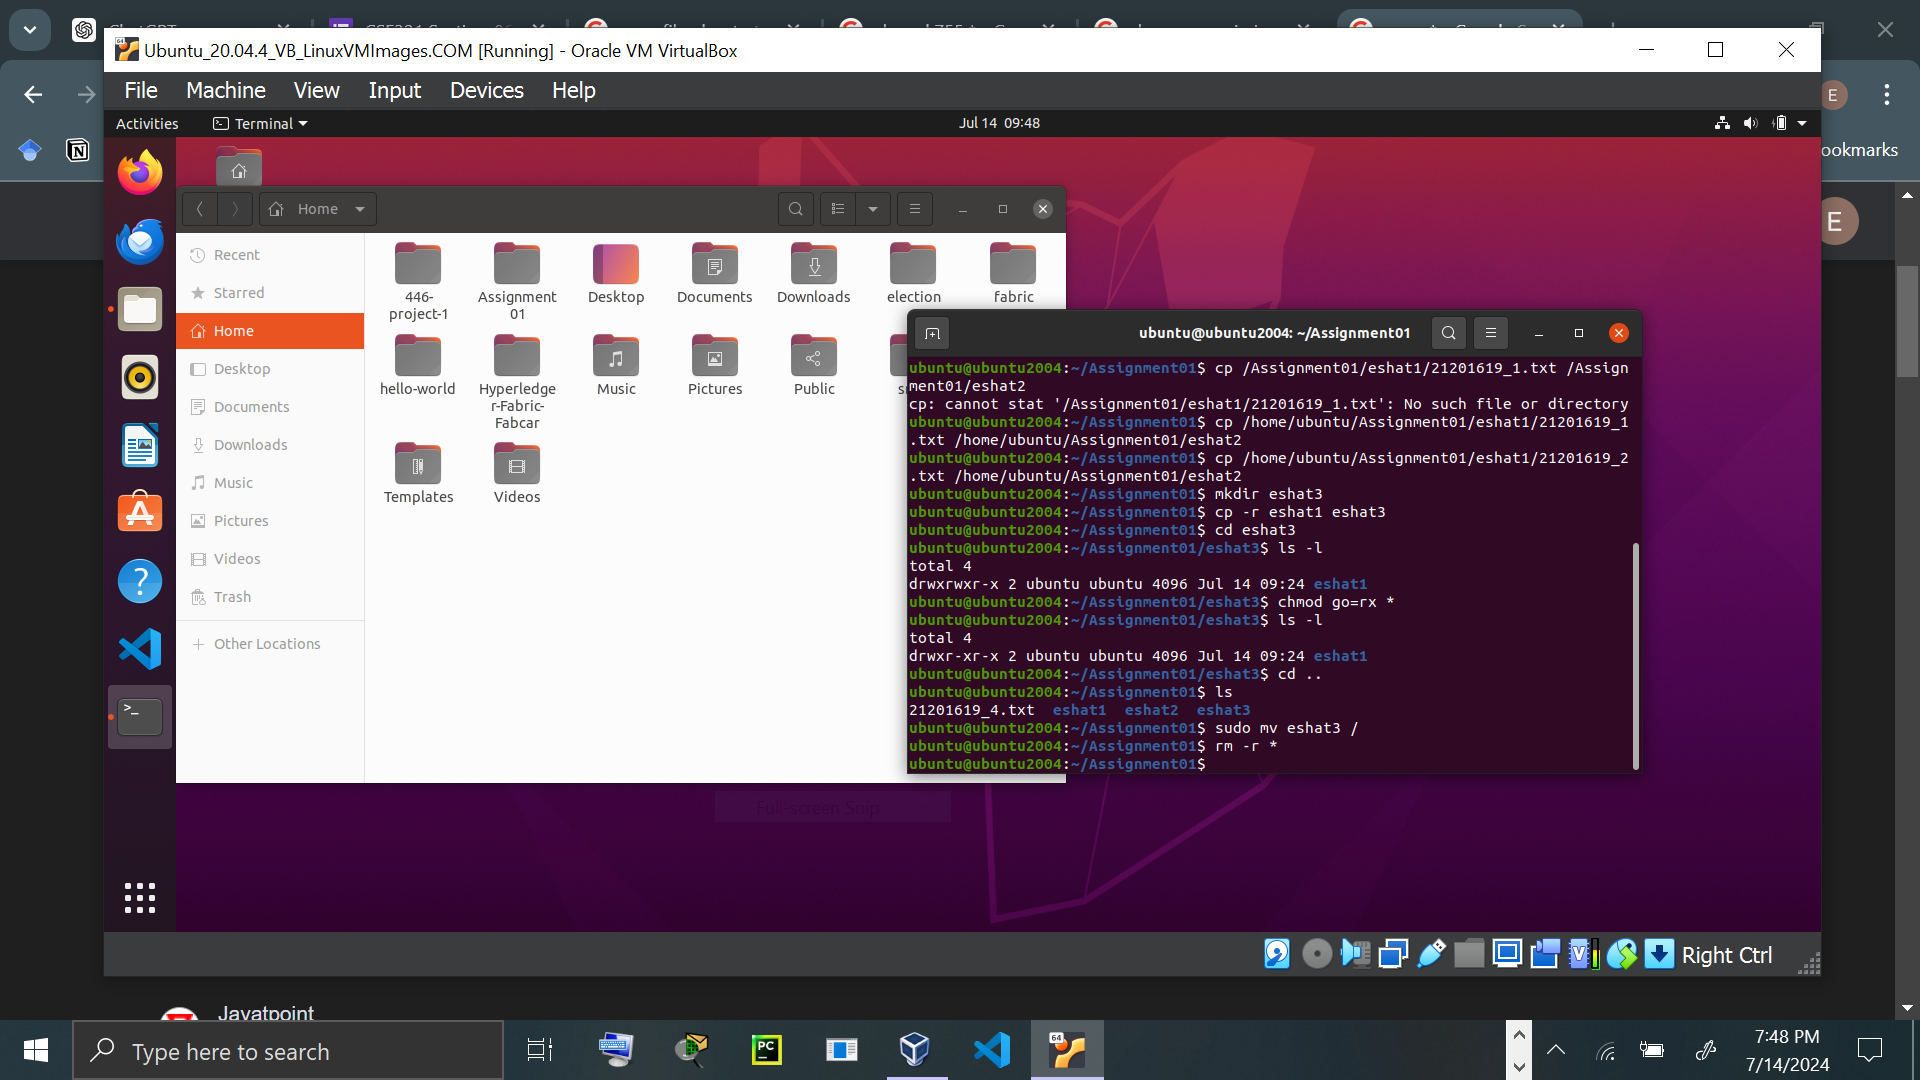 Ubuntu_20.04.4_VB_LinuxVMImages.COM [Running] - Oracle VM VirtualBox
File Machine View Input Devices Help
E
Activities Terminal Jul 14 09:48
ookmarks
E
Home
Recent
Starred
Home
Desktop
Documents
Downloads
Music
Pictures
Videos
Trash
Other Locations
446-
project-1
Assignment
01
Desktop
Documents
Downloads
election
fabric
hello-world
Hyperledge
r-Fabric-
Fabcar
Music
Pictures
Public
Templates
Videos
ubuntu@ubuntu2004: ~/Assignment01
ubuntu@ubuntu2004:~/Assignment01$ cp /Assignment01/eshat1/21201619_1.txt /Assign
ment01/eshat2
cp: cannot stat '/Assignment01/eshat1/21201619_1.txt': No such file or directory
ubuntu@ubuntu2004:~/Assignment01$ cp /home/ubuntu/Assignment01/eshat1/21201619_1
.txt /home/ubuntu/Assignment01/eshat2
ubuntu@ubuntu2004:~/Assignment01$ cp /home/ubuntu/Assignment01/eshat1/21201619_2
.txt /home/ubuntu/Assignment01/eshat2
ubuntu@ubuntu2004:~/Assignment01$ mkdir eshat3
ubuntu@ubuntu2004:~/Assignment01$ cp -r eshat1 eshat3
ubuntu@ubuntu2004:~/Assignment01$ cd eshat3
ubuntu@ubuntu2004:~/Assignment01/eshat3$ ls -l
total 4
drwxrwxr-x 2 ubuntu ubuntu 4096 Jul 14 09:24 eshat1
ubuntu@ubuntu2004:~/Assignment01/eshat3$ chmod go=rx *
ubuntu@ubuntu2004:~/Assignment01/eshat3$ ls -l
total 4
drwxr-xr-x 2 ubuntu ubuntu 4096 Jul 14 09:24 eshat1
ubuntu@ubuntu2004:~/Assignment01/eshat3$ cd ..
ubuntu@ubuntu2004:~/Assignment01$ ls
21201619_4.txt eshat1 eshat2 eshat3
ubuntu@ubuntu2004:~/Assignment01$ sudo mv eshat3 /
ubuntu@ubuntu2004:~/Assignment01$ rm -r *
ubuntu@ubuntu2004:~/Assignment01$
Full-screen Snip
Right Ctrl
Javatpoint
Type here to search
7:48 PM
7/14/2024